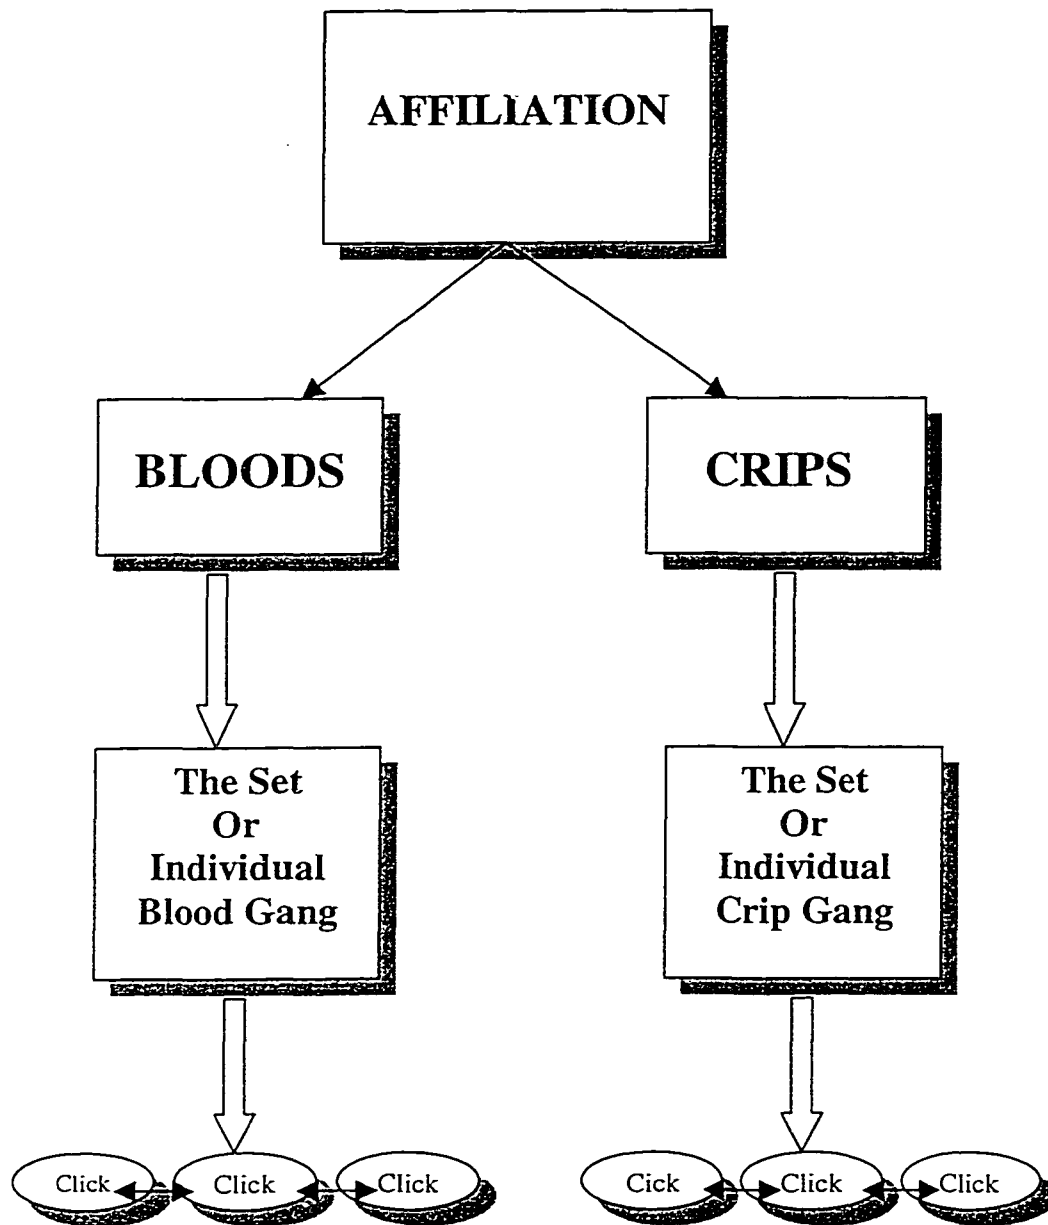 AFFILIATION
BLOODS
CRIPS
The Set
Or
Individual
Blood Gang
The Set
Or
Individual
Crip Gang
Click
Click
Click
Cick
Click
Click